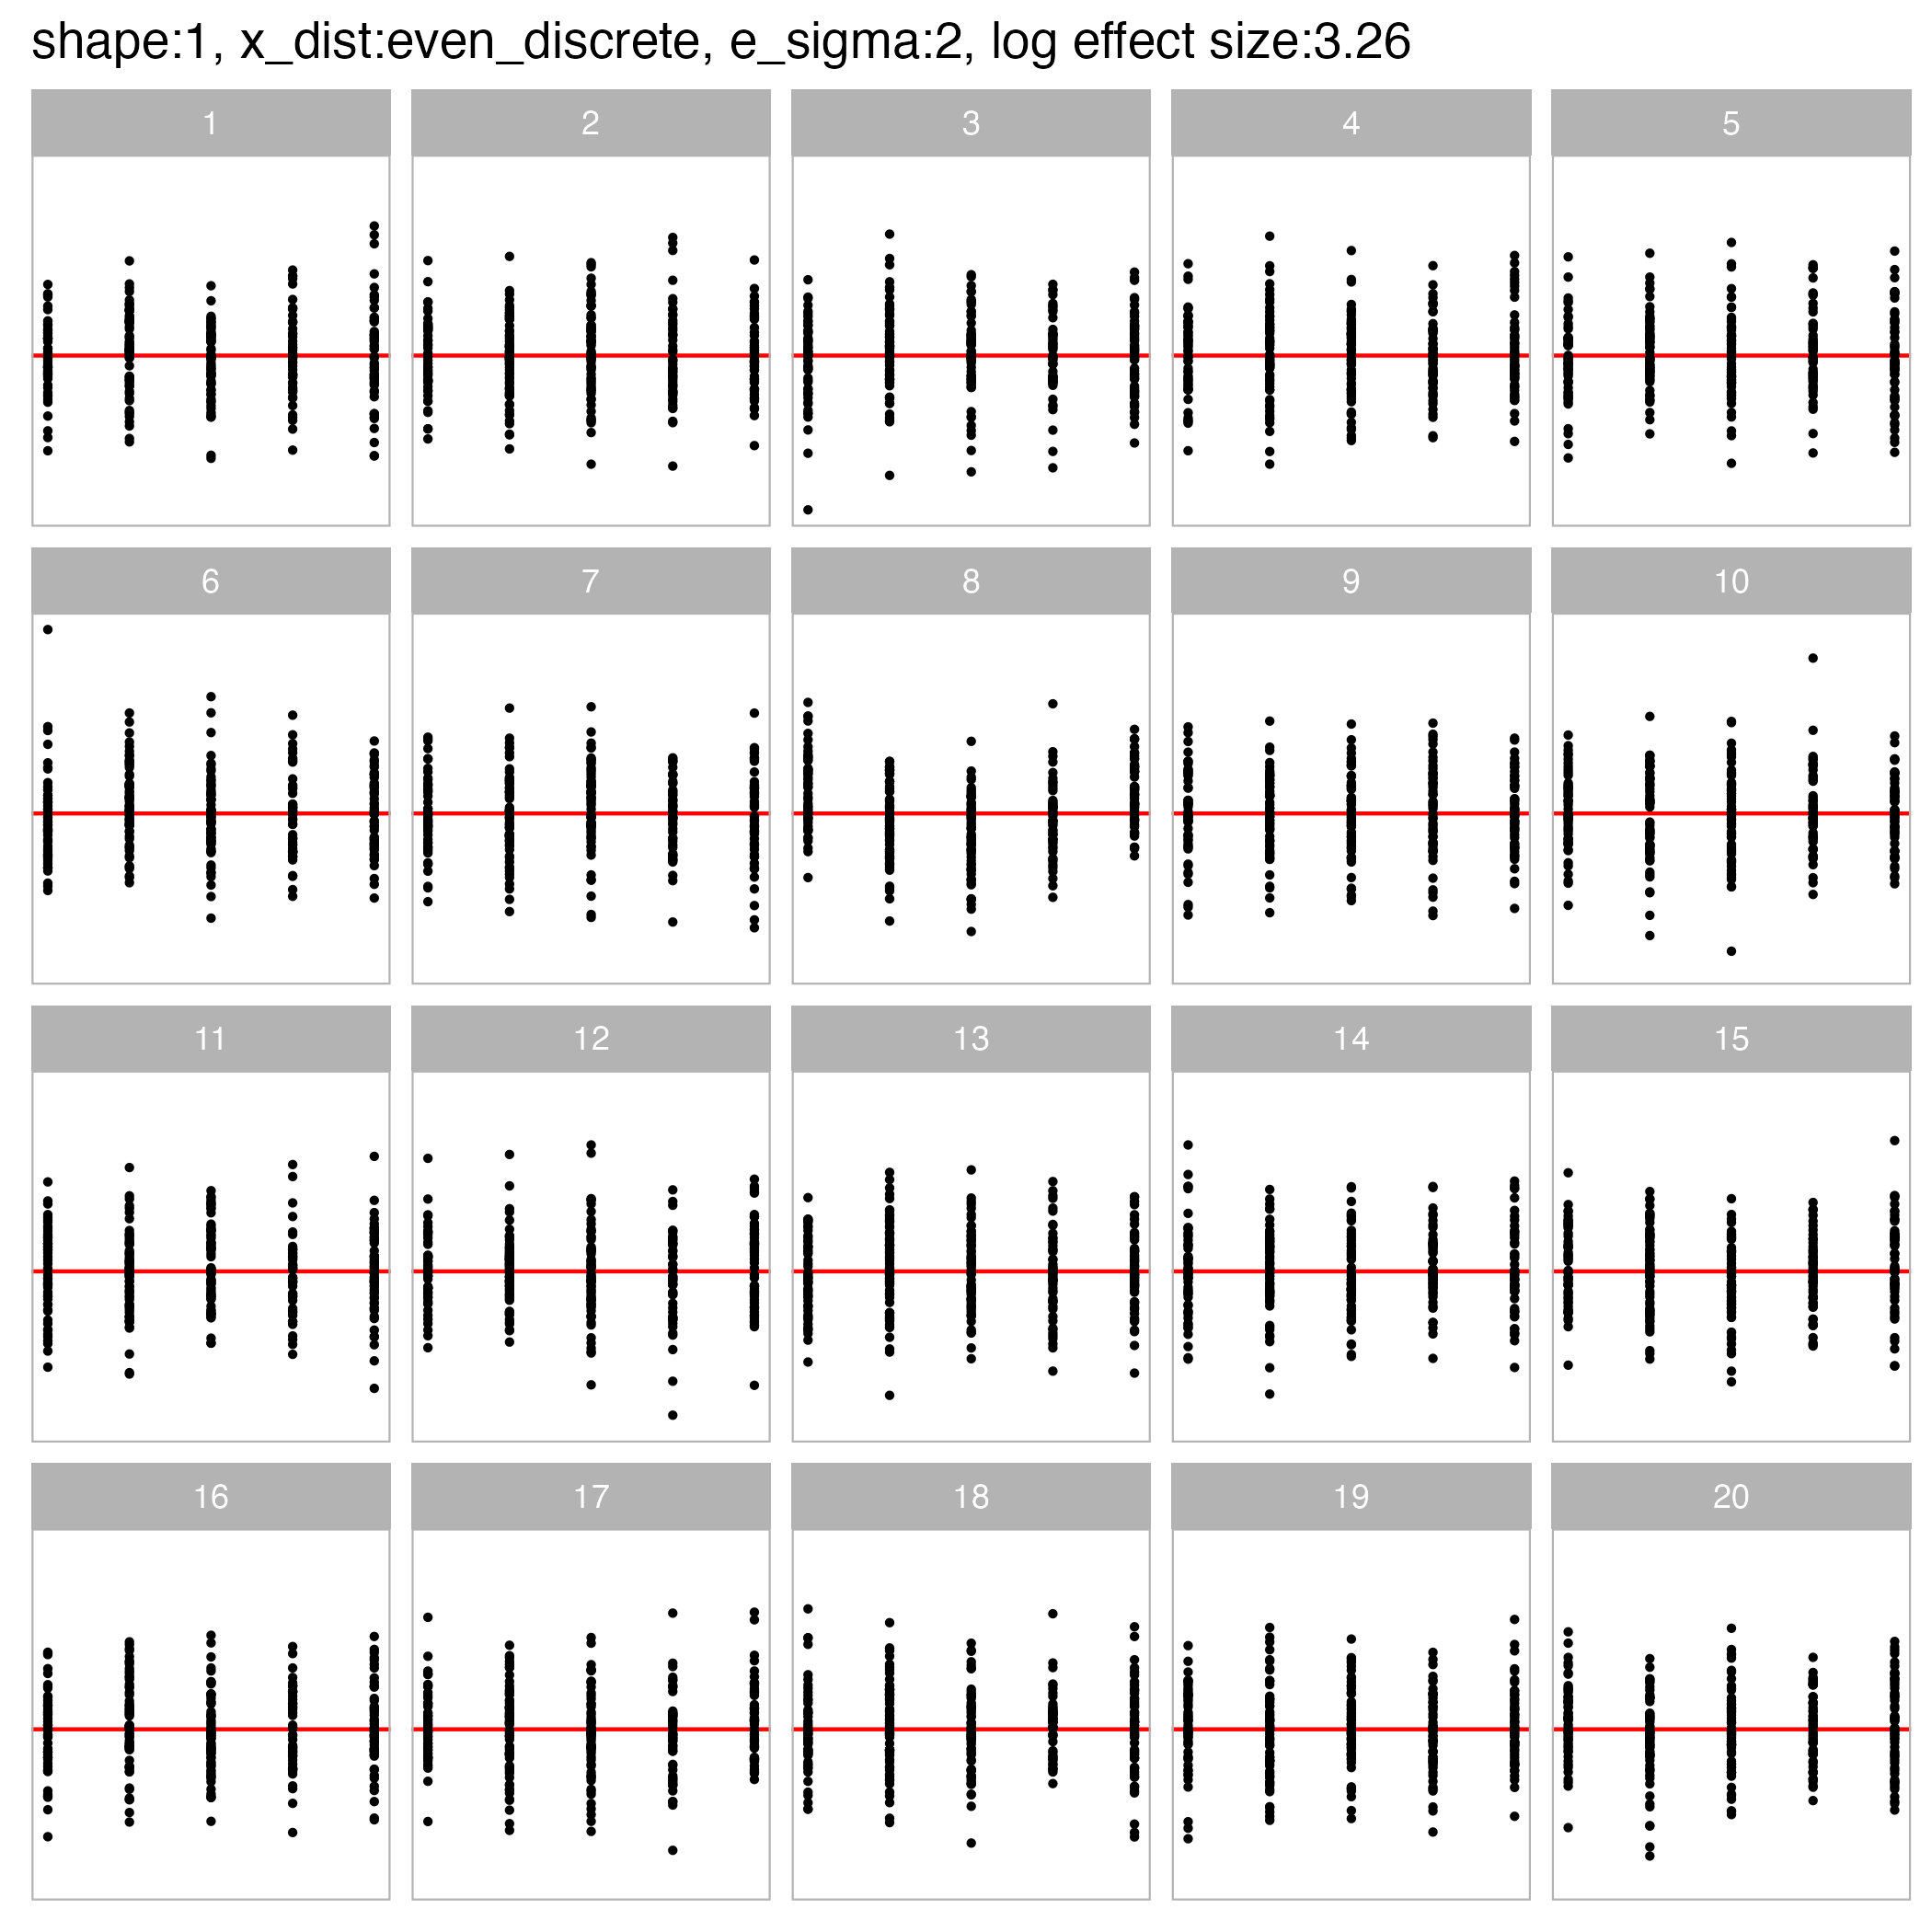 shape:1, x_dist:even_discrete, e_sigma:2, log effect size:3.26
1 2 3 4 5
6 7 8 9 10
11 12 13 14 15
16 17 18 19 20